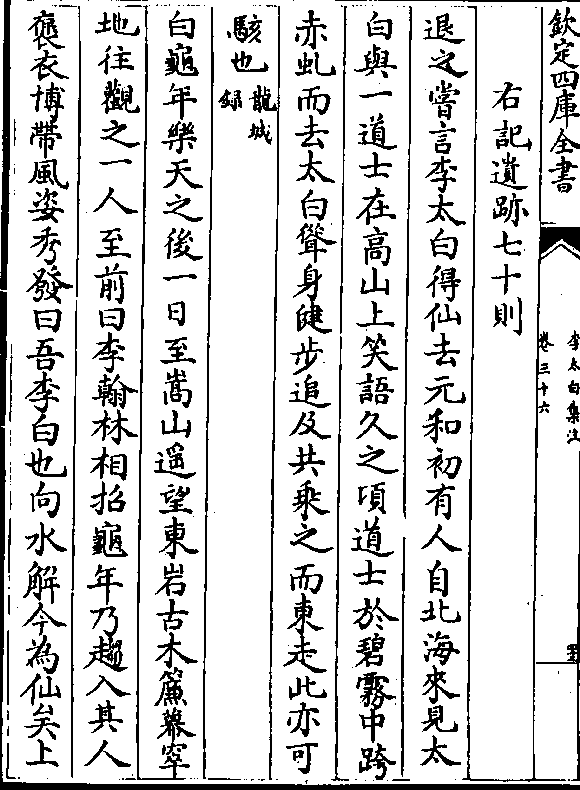 欽定四庫全書
李太白集注
卷三十六
右記遺跡七十則
退之嘗言李太白得仙去元和初有人自北海來見太
白與一道士在髙山上笑語久之頃道士於碧霧中跨
赤虬而去太白聳身健步追及共乗之而東走此亦可
駭也龍城録
白龜年樂天之後一日至嵩山遥望東岩古木簾幕窣
地往觀之一人至前曰李翰林相招龜年乃趨入其人
襃衣博帶風姿秀發曰吾李白也向水解今為仙矣上